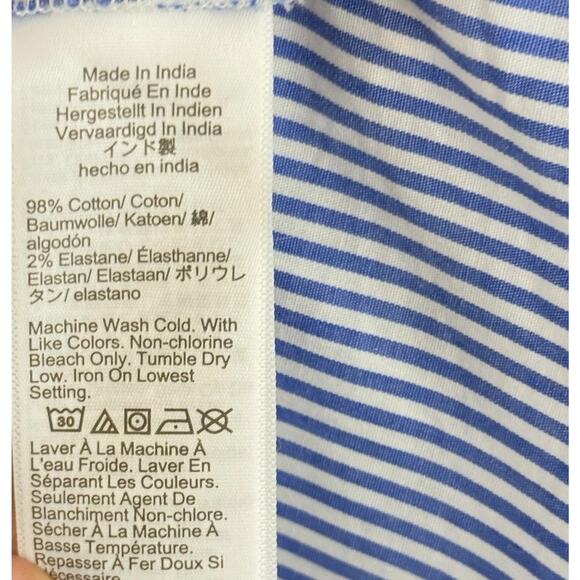 Made In India
Fabriqué En Inde
Hergestellt In Indien
Vervaardigd In India
インド製
hecho en india
98% Cotton/ Coton/
Baumwolle/ Katoen/ 綿/
algodón
2% Elastane/ Élasthanne/
Elastan/ Elastaan/ ポリウレ
タン/ elastano
Machine Wash Cold. With
Like Colors. Non-chlorine
Bleach Only. Tumble Dry
Low. Iron On Lowest
Setting.
30
Laver À La Machine À
L'eau Froide. Laver En
Séparant Les Couleurs.
Seulement Agent De
Blanchiment Non-chlore.
Sécher À La Machine À
Basse Température.
Repasser À Fer Doux Si
Nécessaire